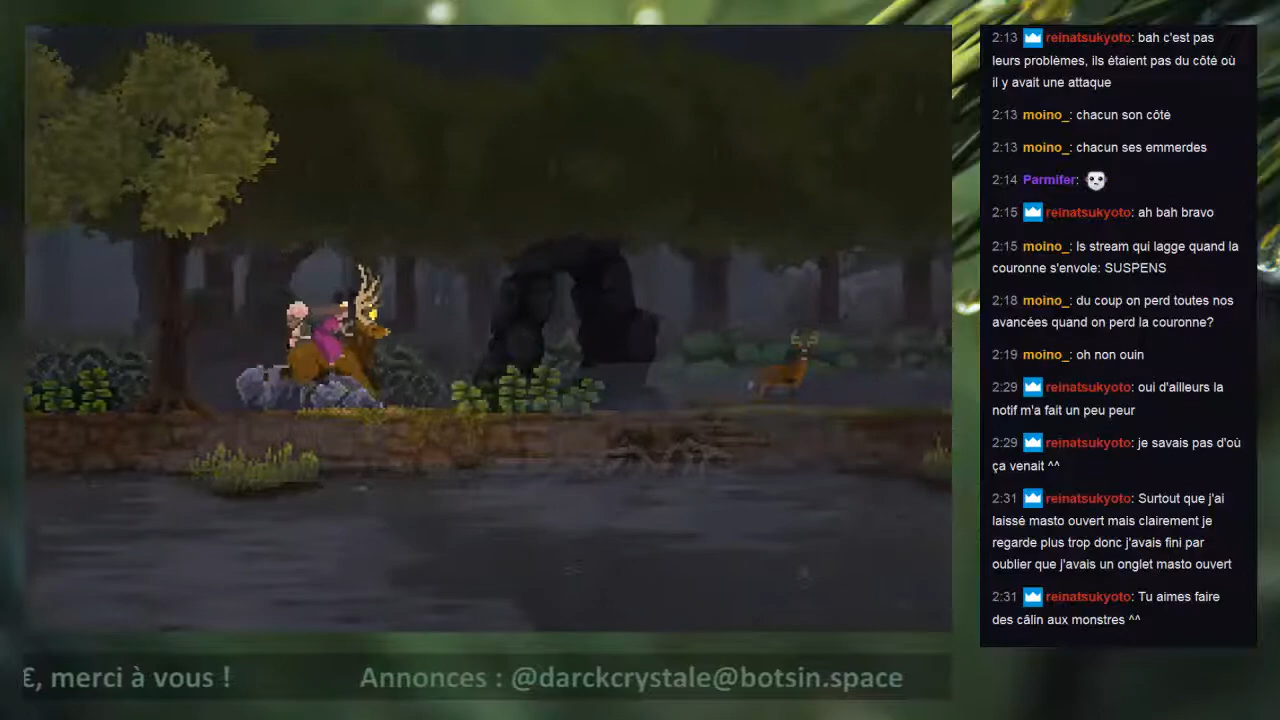 2:13 reinatsukyoto: bah c'est pas
leurs problèmes, ils étaient pas du côté où
il y avait une attaque
2:13 moino_: chacun son côté
2:13 moino_: chacun ses emmerdes
2:14 Parmifer:
2:15 reinatsukyoto: ah bah bravo
2:15 moino_: ls stream qui lagge quand la
couronne s'envole: SUSPENS
2:18 moino_: du coup on perd toutes nos
avancées quand on perd la couronne?
2:19 moino_: oh non ouin
2:29 reinatsukyoto: oui d'ailleurs la
notif m'a fait un peu peur
2:29 reinatsukyoto: je savais pas d'où
ça venait ^^
2:31 reinatsukyoto: Surtout que j'ai
laissé masto ouvert mais clairement je
regarde plus trop donc j'avais fini par
oublier que j'avais un onglet masto ouvert
2:31 reinatsukyoto: Tu aimes faire
des câlin aux monstres ^^
€, merci à vous ! Annonces : @darckcrystale@botsin.space